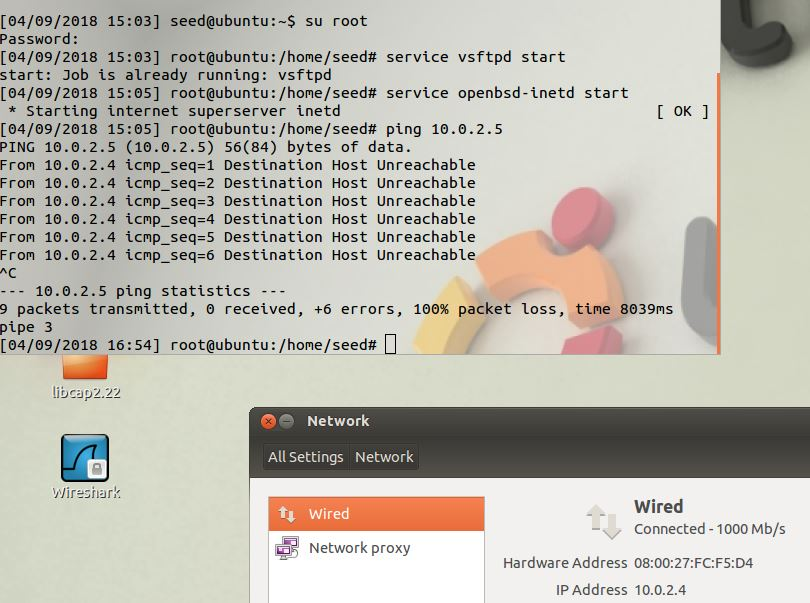 [04/09/2018 15:03] seed@ubuntu:~$ su root
Password:
[04/09/2018 15:03] root@ubuntu:/home/seed# service vsftpd start
start: Job is already running: vsftpd
[04/09/2018 15:05] root@ubuntu:/home/seed# service openbsd-inetd start
 * Starting internet superserver inetd [ OK ]
[04/09/2018 15:05] root@ubuntu:/home/seed# ping 10.0.2.5
PING 10.0.2.5 (10.0.2.5) 56(84) bytes of data.
From 10.0.2.4 icmp_seq=1 Destination Host Unreachable
From 10.0.2.4 icmp_seq=2 Destination Host Unreachable
From 10.0.2.4 icmp_seq=3 Destination Host Unreachable
From 10.0.2.4 icmp_seq=4 Destination Host Unreachable
From 10.0.2.4 icmp_seq=5 Destination Host Unreachable
From 10.0.2.4 icmp_seq=6 Destination Host Unreachable
^C
--- 10.0.2.5 ping statistics ---
9 packets transmitted, 0 received, +6 errors, 100% packet loss, time 8039ms
pipe 3
[04/09/2018 16:54] root@ubuntu:/home/seed#
libcap2.22
Wireshark
Network
All Settings Network
Wired
Network proxy
Wired
Connected - 1000 Mb/s
Hardware Address 08:00:27:FC:F5:D4
IP Address 10.0.2.4